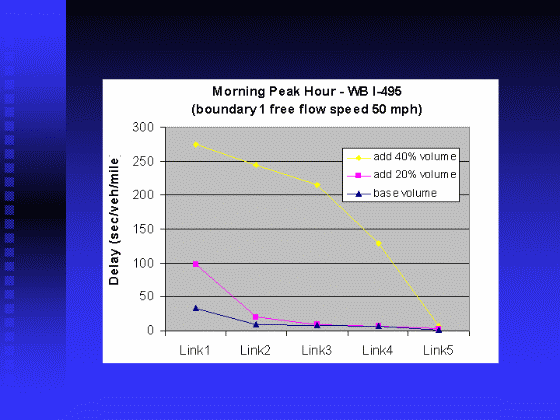 Morning Peak Hour - WB I-495
(boundary 1 free flow speed 50 mph)
300
250
200
150
100
50
0
Delay (sec/veh/mile)
add 40% volume
add 20% volume
base volume
Link1 Link2 Link3 Link4 Link5